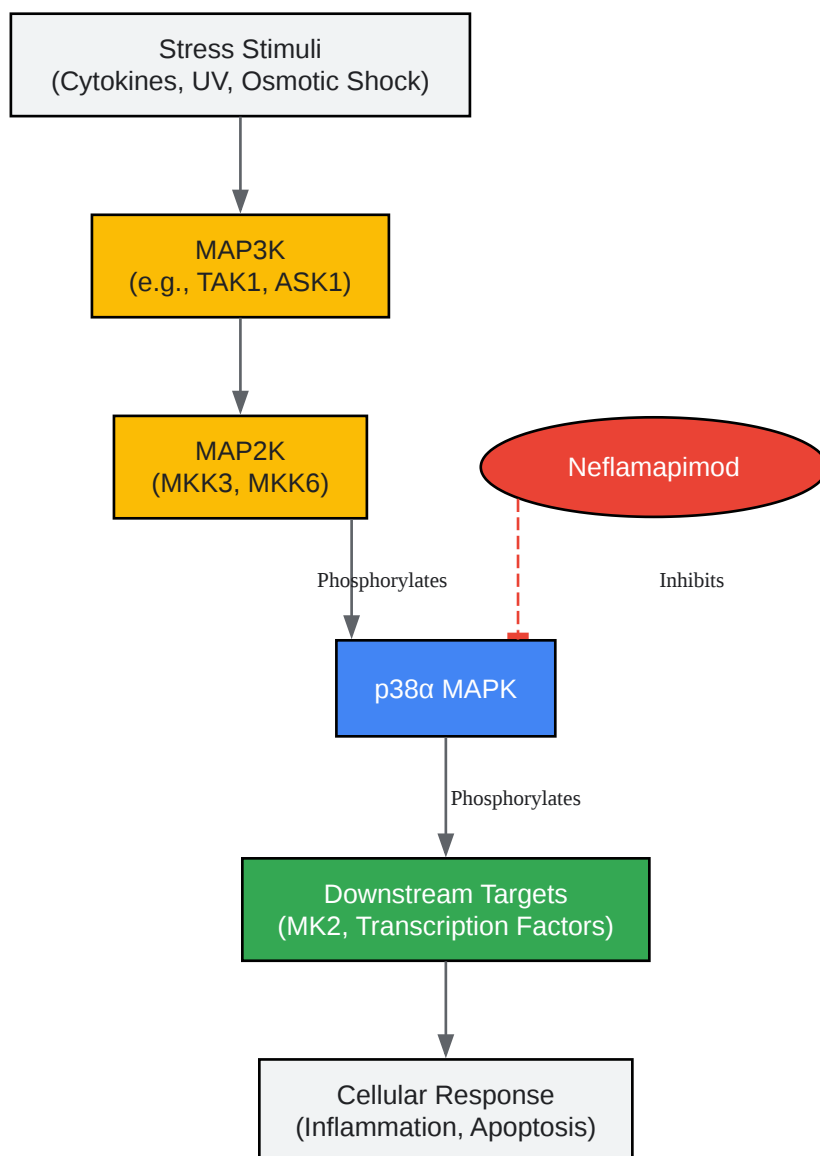 Stress Stimuli
(Cytokines, UV, Osmotic Shock)
MAP3K
(e.g., TAK1, ASK1)
MAP2K
(MKK3, MKK6)
Neflamapimod
Phosphorylates
Inhibits
p38α MAPK
Phosphorylates
Downstream Targets
(MK2, Transcription Factors)
Cellular Response
(Inflammation, Apoptosis)